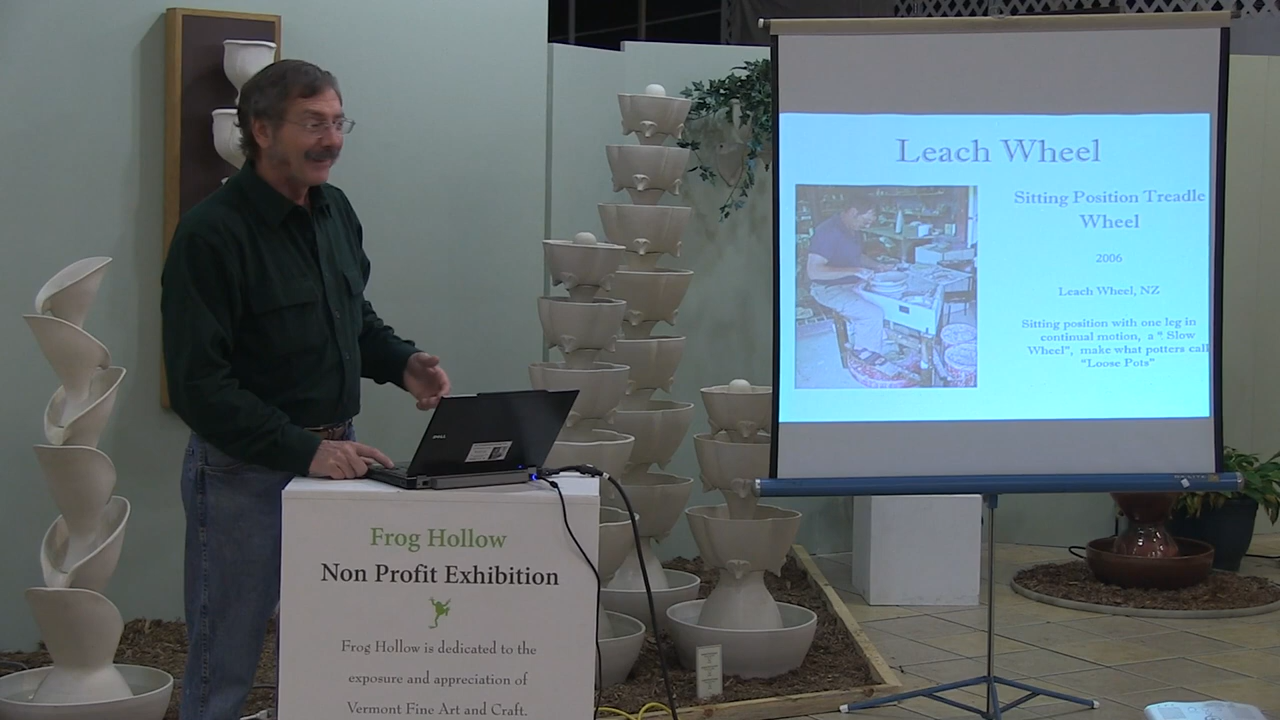 Leach Wheel
Sitting Position Treadle
Wheel
2006
Leach Wheel, NZ
Sitting position with one leg in
continual motion, a " Slow
Wheel", make what potters call
"Loose Pots"
DELL
Frog Hollow
Non Profit Exhibition
Frog Hollow is dedicated to the
exposure and appreciation of
Vermont Fine Art and Craft.